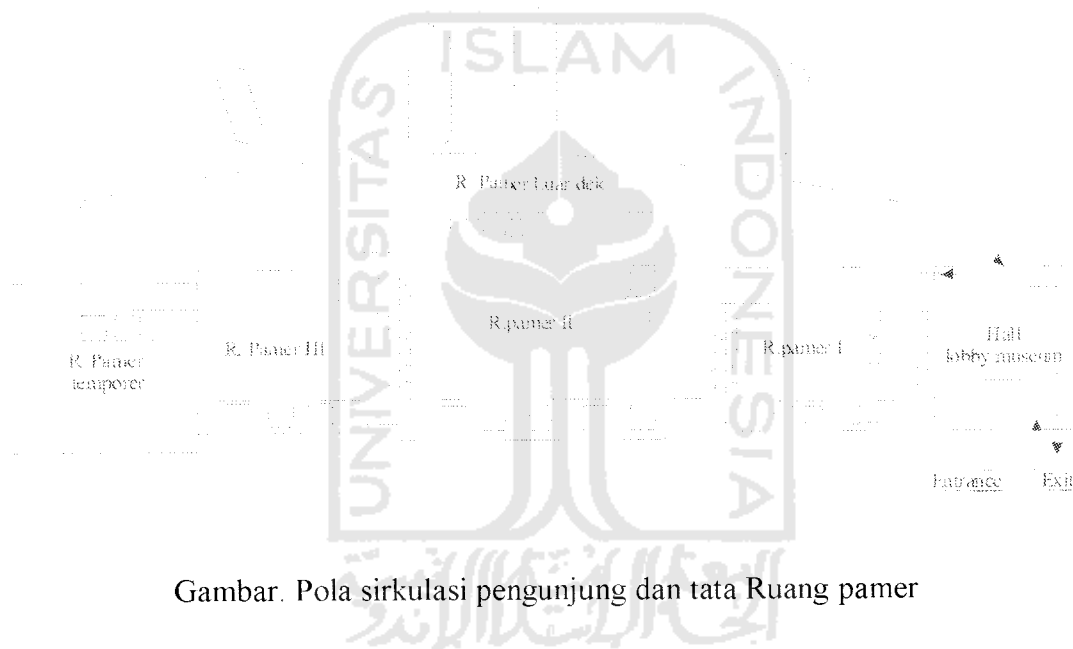 ISLAM
UNIVERSITAS
INDONESIA
R. Pamer Luar dek
R. Pamer temporer
R. Pamer III
R.pamer II
R.pamer I
Hall
lobby museum
Entrance
Exit
Gambar. Pola sirkulasi pengunjung dan tata Ruang pamer